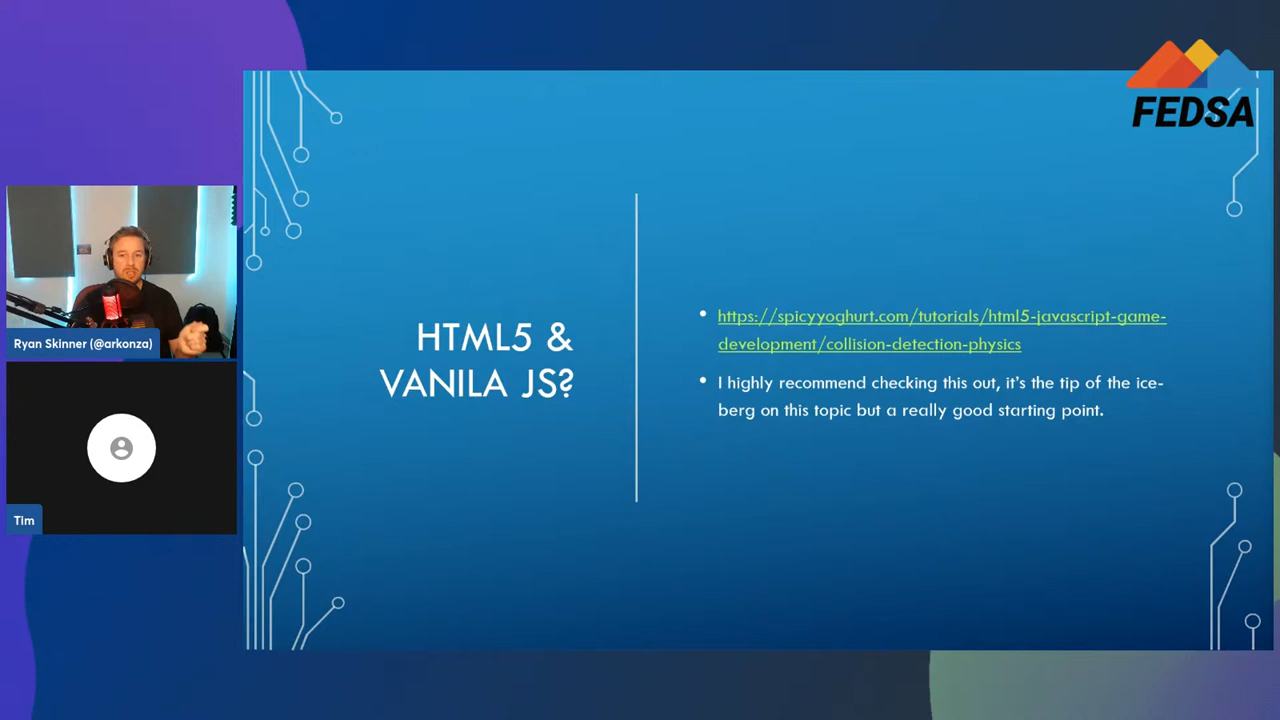 FEDSA
HTML5 &
VANILA JS?
• https://spicyyoghurt.com/tutorials/html5-javascript-game-
development/collision-detection-physics
• I highly recommend checking this out, it's the tip of the ice-
berg on this topic but a really good starting point.
Ryan Skinner (@arkonza)
Tim